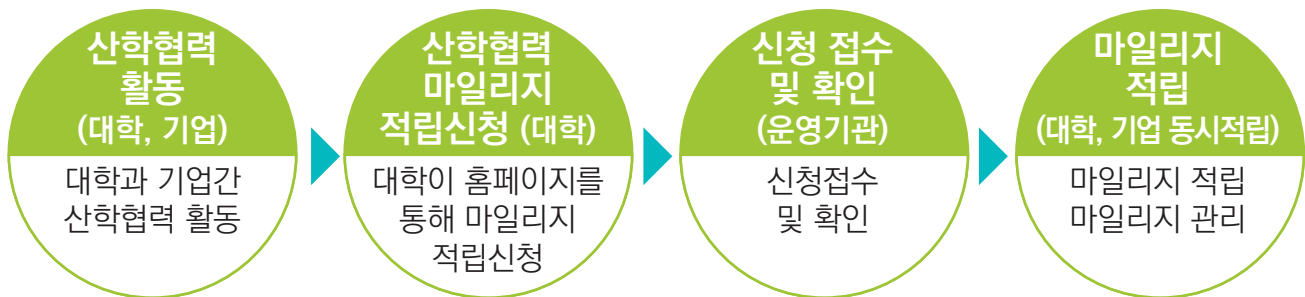 산학협력
활동
(대학, 기업)
대학과 기업간
산학협력 활동
산학협력
마일리지
적립신청 (대학)
대학이 홈페이지를
통해 마일리지
적립신청
신청 접수
및 확인
(운영기관)
신청접수
및 확인
마일리지
적립
(대학, 기업 동시적립)
마일리지 적립
마일리지 관리